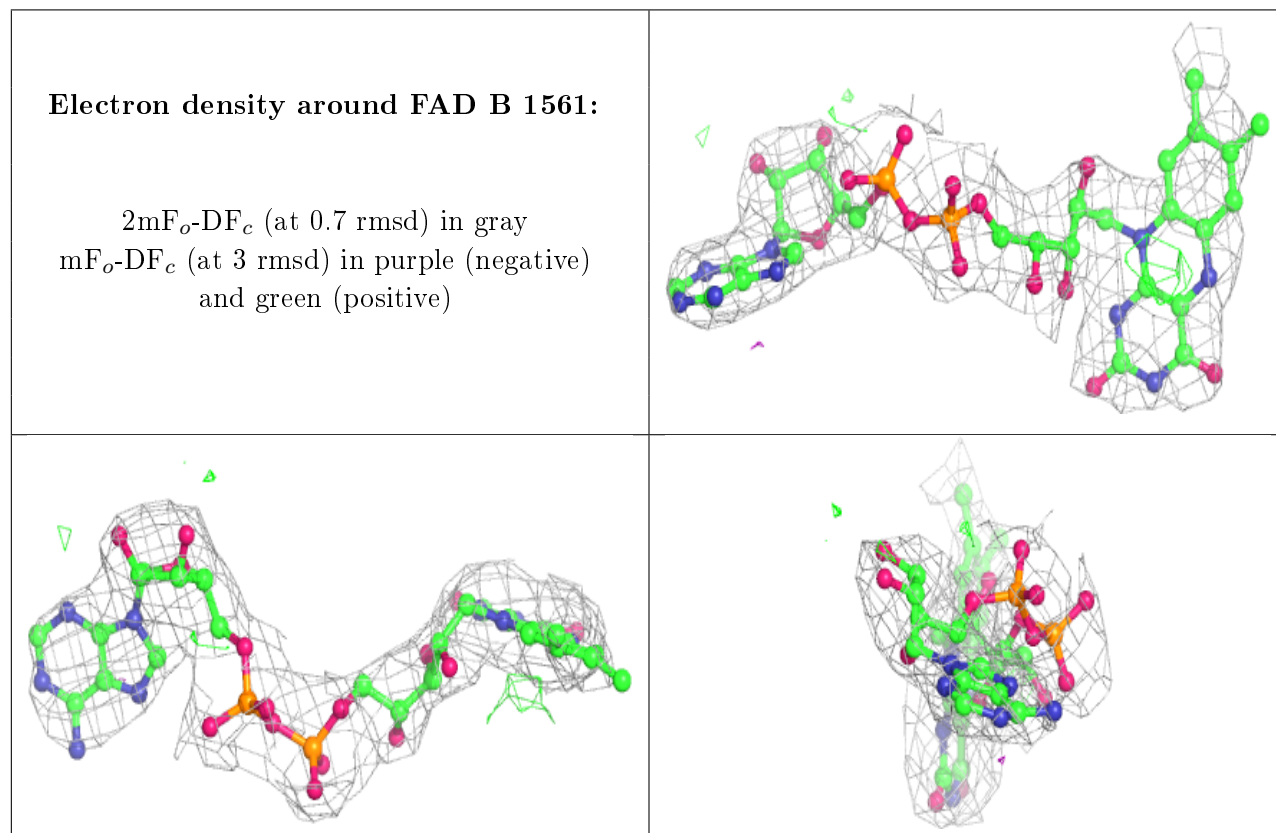 Electron density around FAD B 1561:
2mFo-DFc (at 0.7 rmsd) in gray
mFo-DFc (at 3 rmsd) in purple (negative)
and green (positive)